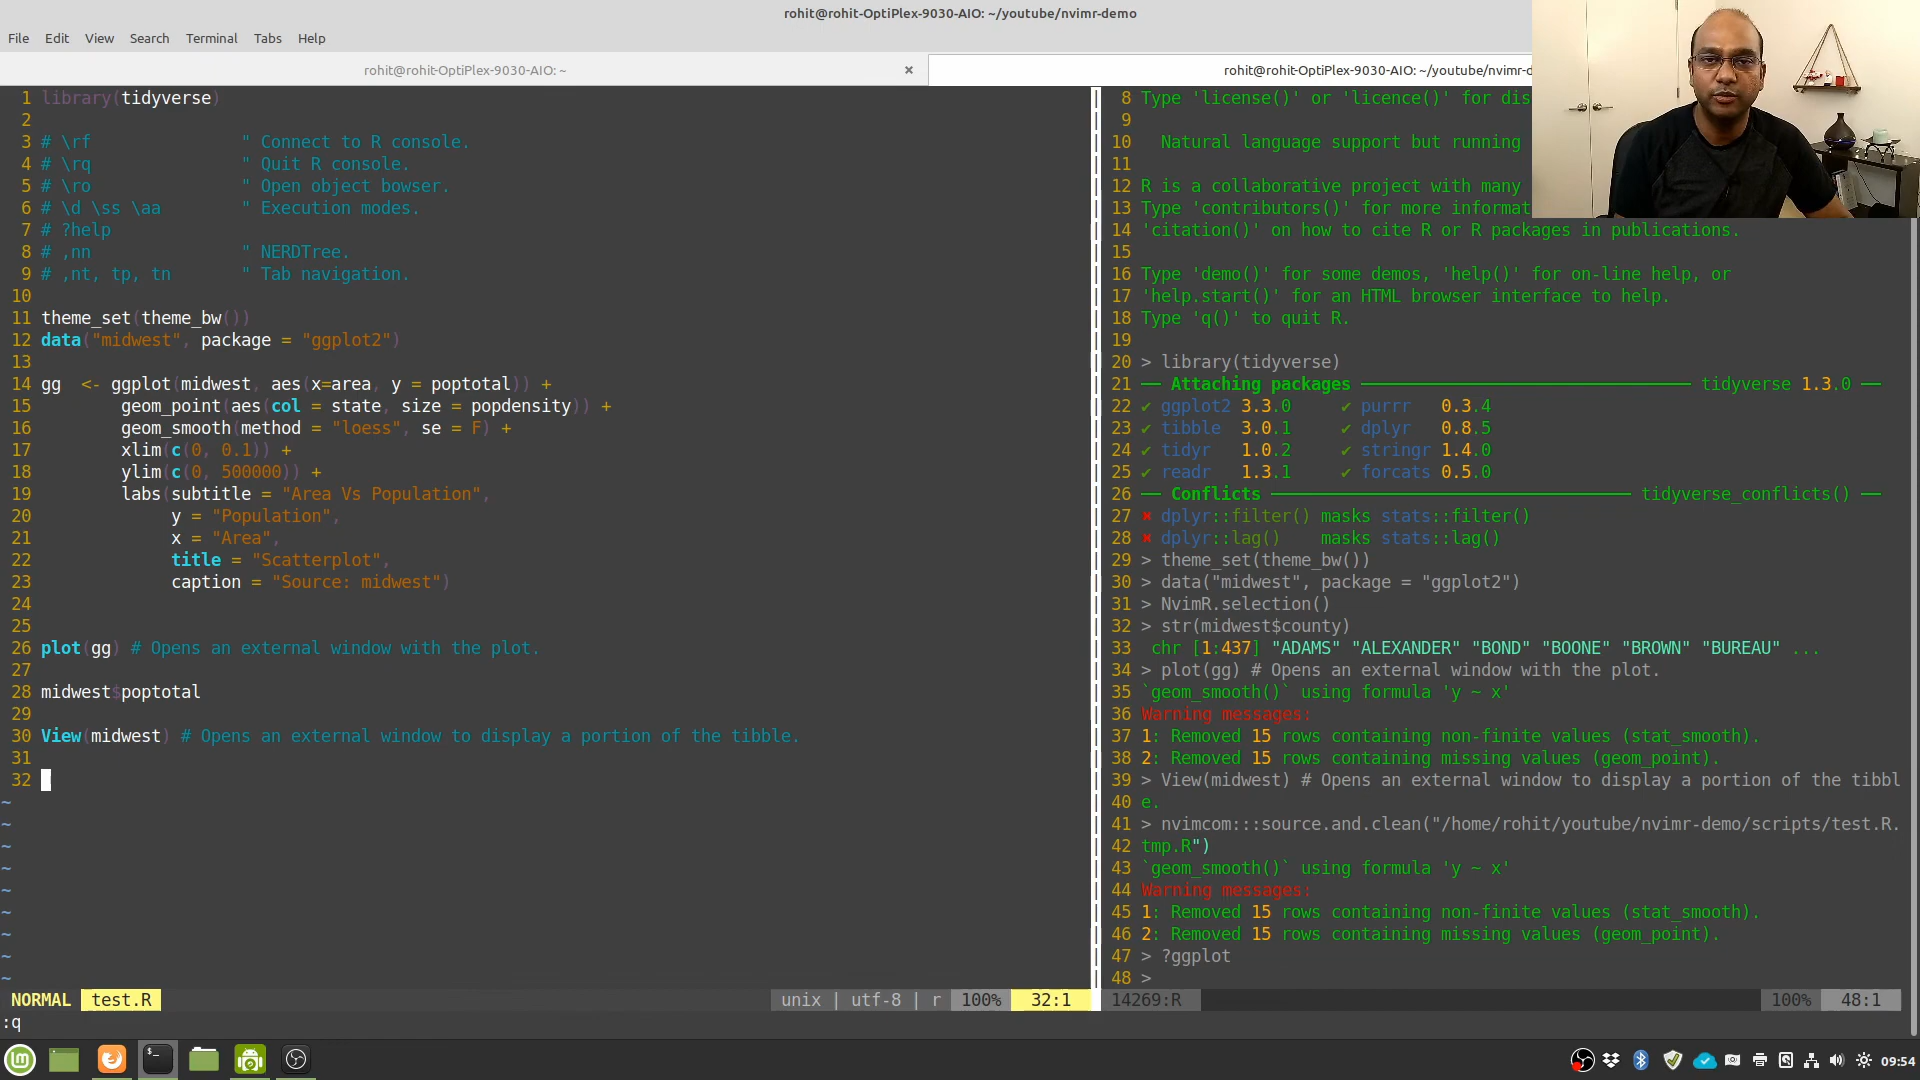 rohit@rohit-OptiPlex-9030-AIO: ~/youtube/nvimr-demo
File Edit View Search Terminal Tabs Help
rohit@rohit-OptiPlex-9030-AIO: ~ ×
rohit@rohit-OptiPlex-9030-AIO: ~/youtube/nvimr-d
1 library(tidyverse)
2
3 # \rf " Connect to R console.
4 # \rq " Quit R console.
5 # \ro " Open object bowser.
6 # \d \ss \aa " Execution modes.
7 # ?help
8 # ,nn " NERDTree.
9 # ,nt, tp, tn " Tab navigation.
10
11 theme_set(theme_bw())
12 data("midwest", package = "ggplot2")
13
14 gg <- ggplot(midwest, aes(x=area, y = poptotal)) +
15 geom_point(aes(col = state, size = popdensity)) +
16 geom_smooth(method = "loess", se = F) +
17 xlim(c(0, 0.1)) +
18 ylim(c(0, 500000)) +
19 labs(subtitle = "Area Vs Population",
20 y = "Population",
21 x = "Area",
22 title = "Scatterplot",
23 caption = "Source: midwest")
24
25
26 plot(gg) # Opens an external window with the plot.
27
28 midwest$poptotal
29
30 View(midwest) # Opens an external window to display a portion of the tibble.
31
32
~
~
~
~
~
~
~
~
~
NORMAL test.R unix | utf-8 | r 100% 32:1
:q
8 Type 'license()' or 'licence()' for dis
9
10 Natural language support but running
11
12 R is a collaborative project with many
13 Type 'contributors()' for more informat
14 'citation()' on how to cite R or R packages in publications.
15
16 Type 'demo()' for some demos, 'help()' for on-line help, or
17 'help.start()' for an HTML browser interface to help.
18 Type 'q()' to quit R.
19
20 > library(tidyverse)
21 ── Attaching packages ── tidyverse 1.3.0 ──
22 ✔ ggplot2 3.3.0 ✔ purrr 0.3.4
23 ✔ tibble 3.0.1 ✔ dplyr 0.8.5
24 ✔ tidyr 1.0.2 ✔ stringr 1.4.0
25 ✔ readr 1.3.1 ✔ forcats 0.5.0
26 ── Conflicts ── tidyverse_conflicts() ──
27 ✖ dplyr::filter() masks stats::filter()
28 ✖ dplyr::lag() masks stats::lag()
29 > theme_set(theme_bw())
30 > data("midwest", package = "ggplot2")
31 > NvimR.selection()
32 > str(midwest$county)
33 chr [1:437] "ADAMS" "ALEXANDER" "BOND" "BOONE" "BROWN" "BUREAU" ...
34 > plot(gg) # Opens an external window with the plot.
35 `geom_smooth()` using formula 'y ~ x'
36 Warning messages:
37 1: Removed 15 rows containing non-finite values (stat_smooth).
38 2: Removed 15 rows containing missing values (geom_point).
39 > View(midwest) # Opens an external window to display a portion of the tibbl
40 e.
41 > nvimcom:::source.and.clean("/home/rohit/youtube/nvimr-demo/scripts/test.R.
42 tmp.R")
43 `geom_smooth()` using formula 'y ~ x'
44 Warning messages:
45 1: Removed 15 rows containing non-finite values (stat_smooth).
46 2: Removed 15 rows containing missing values (geom_point).
47 > ?ggplot
48 >
14269:R 100% 48:1
09:54